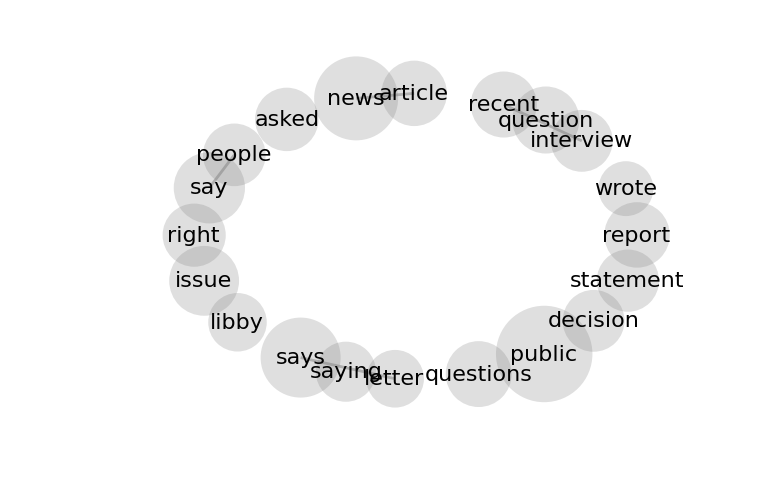 news
article
recent
asked
question
interview
people
say
wrote
right
report
issue
statement
libby
decision
public
says
saying
letter
questions